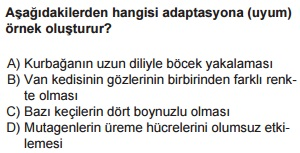 Aşağıdakilerden hangisi adaptasyona (uyum)
örnek oluşturur?
A) Kurbağanın uzun diliyle böcek yakalaması
B) Van kedisinin gözlerinin birbirinden farklı renk-
te olması
C) Bazı keçilerin dört boynuzlu olması
D) Mutagenlerin üreme hücrelerini olumsuz etki-
lemesi